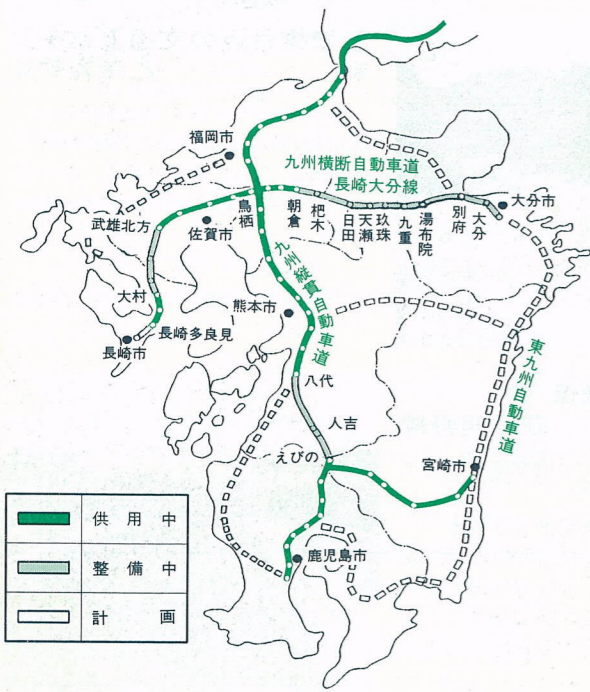 福岡市
九州横断自動車道
長崎大分線
武雄北方
佐賀市
鳥栖
朝倉
杷木
日田
天瀬
玖珠
九重
湯布院
別府
大分
大分市
大村
長崎多良見
長崎市
熊本市
九州縦貫自動車道
東九州自動車道
八代
人吉
えびの
宮崎市
鹿児島市
供用中
整備中
計画